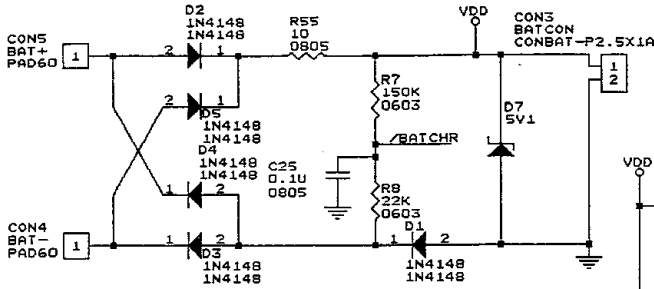 CON5
BAT+
PAD60
1
D2
1N4148
1N4148
2
1
R55
10
0805
VDD
CON3
BATCON
CONBAT-P2.5X1A
1
2
2
1
D5
1N4148
1N4148
D4
1N4148
1N4148
R7
150K
0603
/BATCHR
D7
5V1
C25
0.1U
0805
R8
22K
0603
1
2
CON4
BAT-
PAD60
1
1
2
D3
1N4148
1N4148
D1
1
2
1N4148
1N4148
VDD